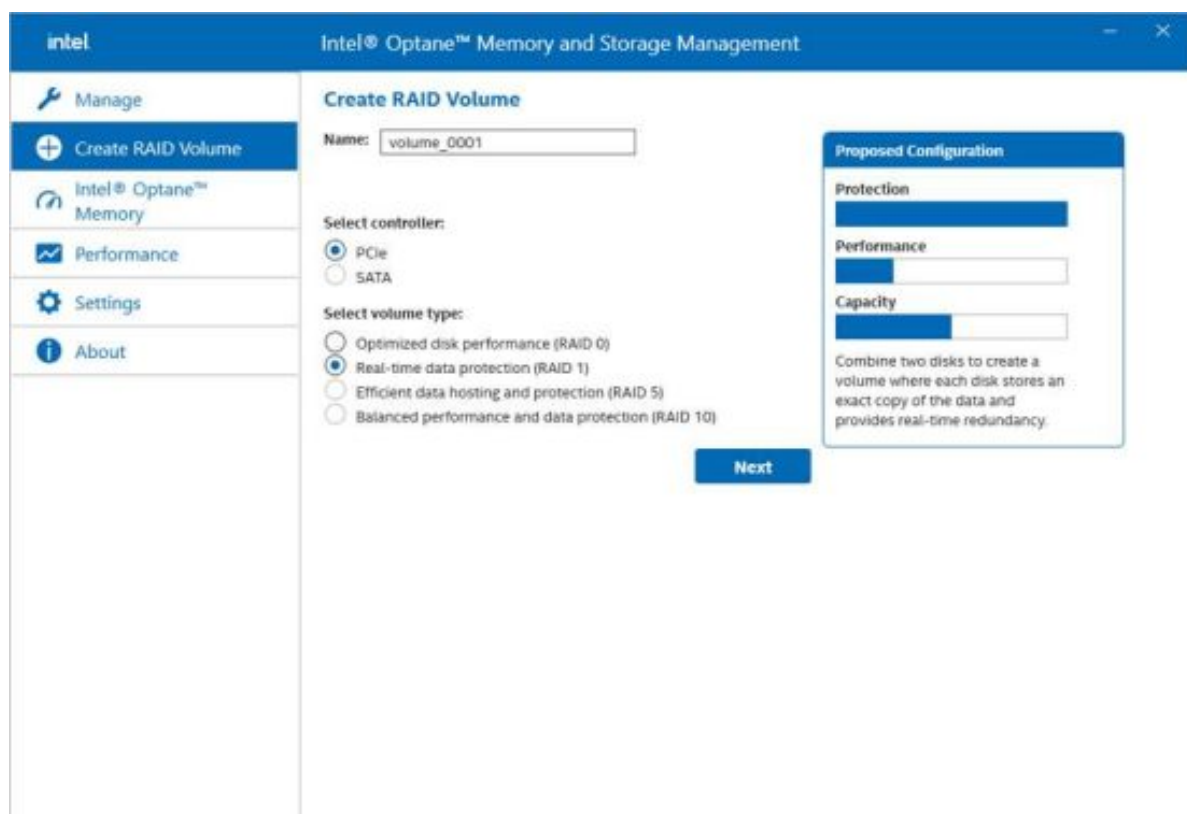 intel
Intel® Optane™ Memory and Storage Management
Manage
Create RAID Volume
Intel® Optane™
Memory
Performance
Settings
About
Create RAID Volume
Name: volume_0001
Select controller:
PCIe
SATA
Select volume type:
Optimized disk performance (RAID 0)
Real-time data protection (RAID 1)
Efficient data hosting and protection (RAID 5)
Balanced performance and data protection (RAID 10)
Next
Proposed Configuration
Protection
Performance
Capacity
Combine two disks to create a
volume where each disk stores an
exact copy of the data and
provides real-time redundancy.